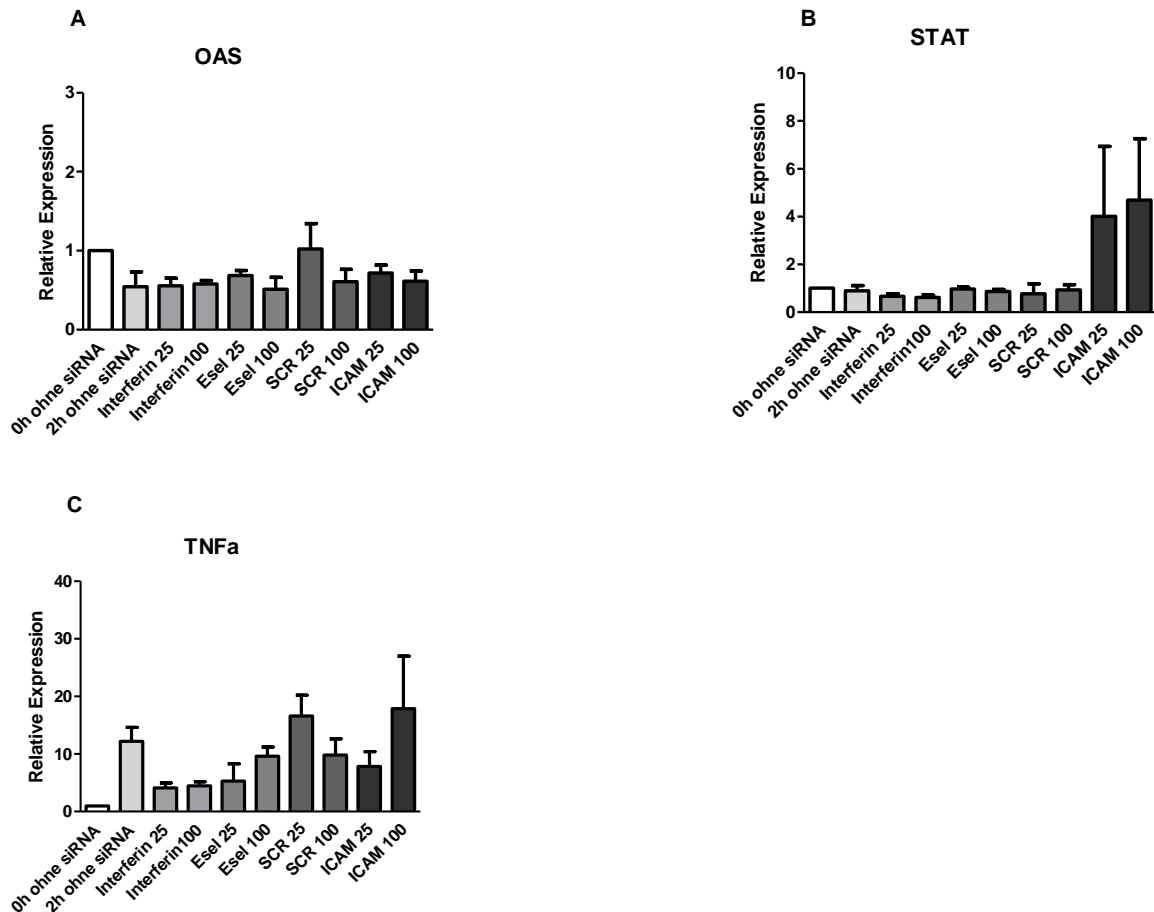 A
OAS
Relative Expression
3
2
1
0
0h ohne siRNA
2h ohne siRNA
Interferin 25
Interferin100
Esel 25
Esel 100
SCR 25
SCR 100
ICAM 25
ICAM 100
B
STAT
Relative Expression
10
8
6
4
2
0
0h ohne siRNA
2h ohne siRNA
Interferin 25
Interferin100
Esel 25
Esel 100
SCR 25
SCR 100
ICAM 25
ICAM 100
C
TNFa
Relative Expression
40
30
20
10
0
0h ohne siRNA
2h ohne siRNA
Interferin 25
Interferin100
Esel 25
Esel 100
SCR 25
SCR 100
ICAM 25
ICAM 100